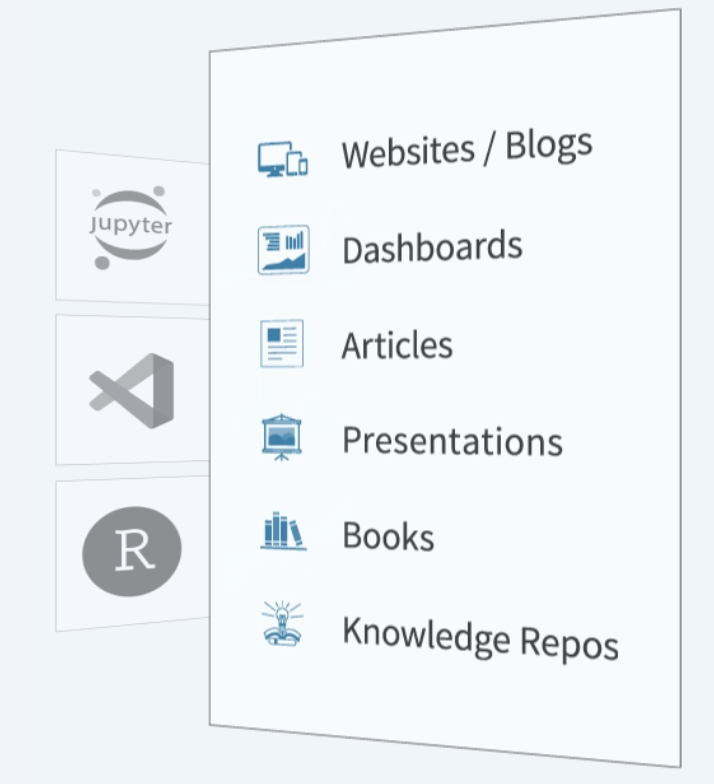 Jupyter
R
Websites / Blogs
Dashboards
Articles
Presentations
Books
Knowledge Repos